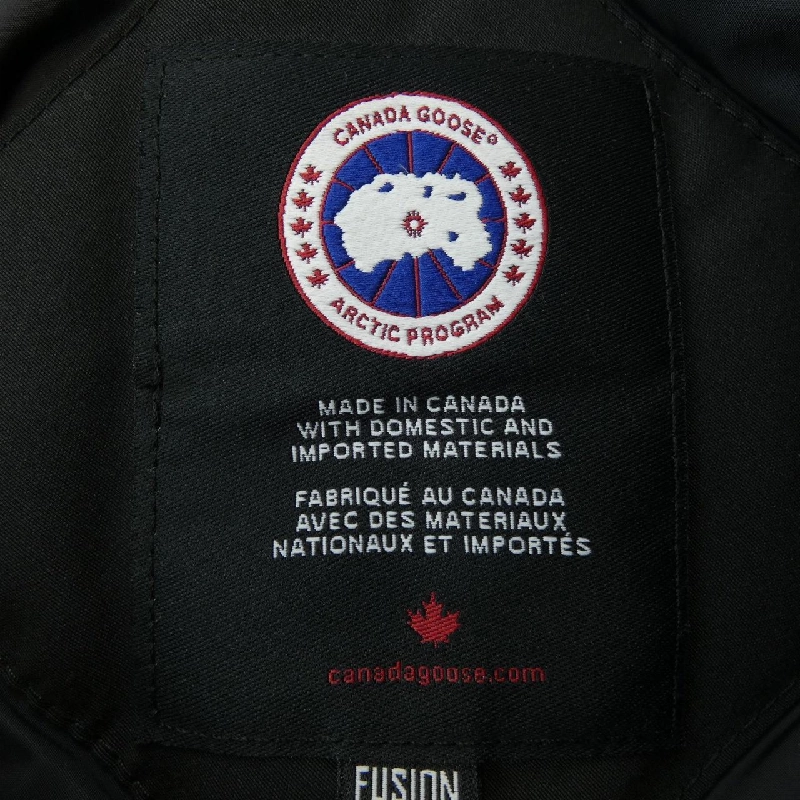 CANADA GOOSE®
ARCTIC PROGRAM
MADE IN CANADA
WITH DOMESTIC AND
IMPORTED MATERIALS
FABRIQUÉ AU CANADA
AVEC DES MATERIAUX
NATIONAUX ET IMPORTÉS
canadagoose.com
FUSION